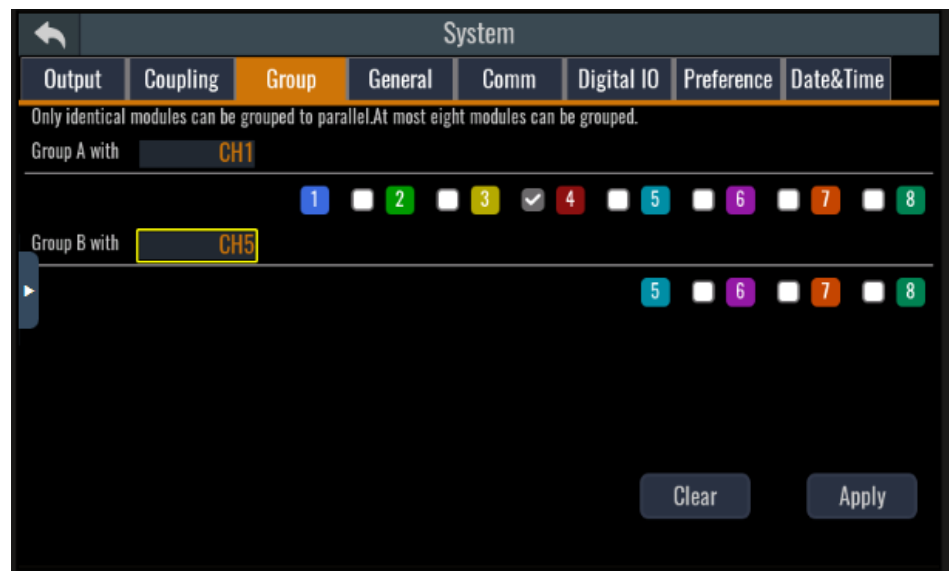 System
Output Coupling Group General Comm Digital IO Preference Date&Time
Only identical modules can be grouped to parallel.At most eight modules can be grouped.
Group A with CH1
1 2 3 4 5 6 7 8
Group B with CH5
5 6 7 8
Clear Apply